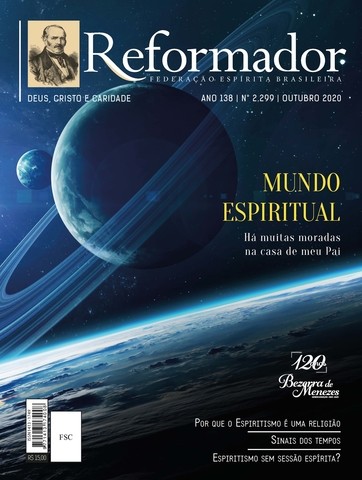 Reformador
FEDERAÇÃO ESPÍRITA BRASILEIRA
DEUS, CRISTO E CARIDADE
ANO 138 | Nº 2.299 | OUTUBRO 2020
MUNDO
ESPIRITUAL
Há muitas moradas
na casa de meu Pai
120
Bezerra de
Menezes
POR QUE O ESPIRITISMO É UMA RELIGIÃO
SINAIS DOS TEMPOS
ESPIRITISMO SEM SESSÃO ESPÍRITA?
FSC
R$ 15,00